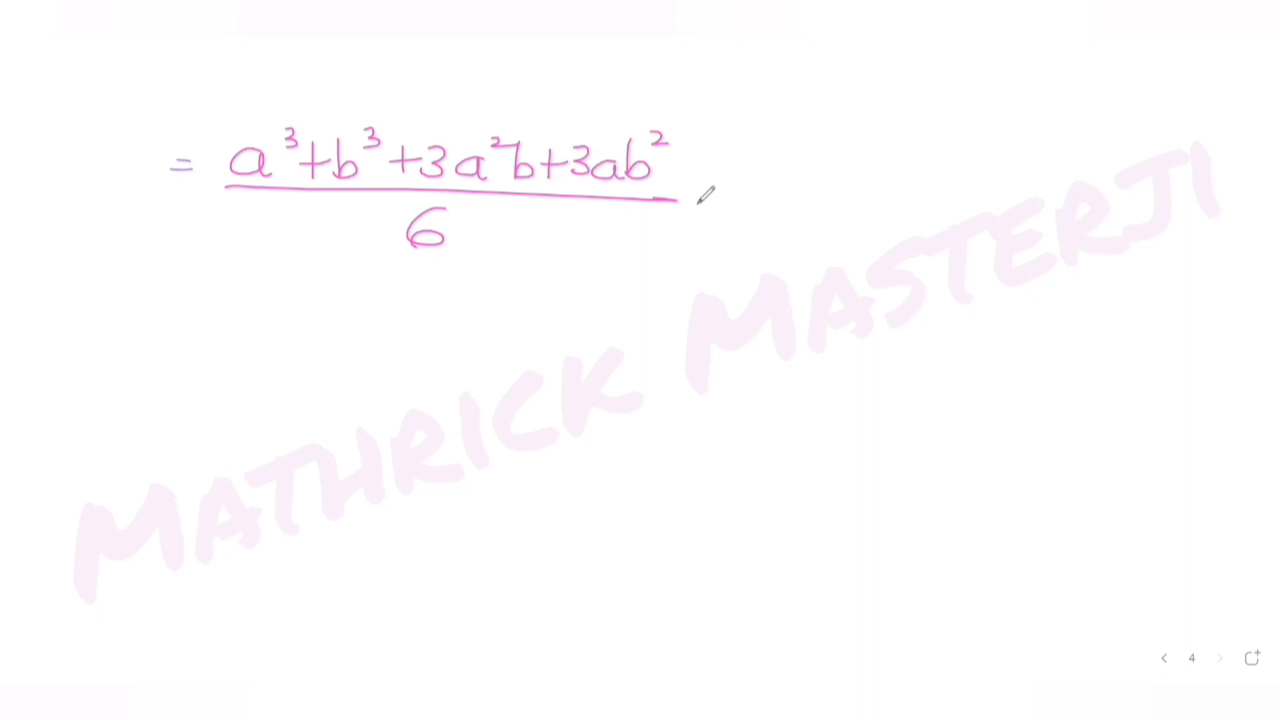 = a³+b³+3a²b+3ab²
6
MATHRICK MASTERJI
< 4 >